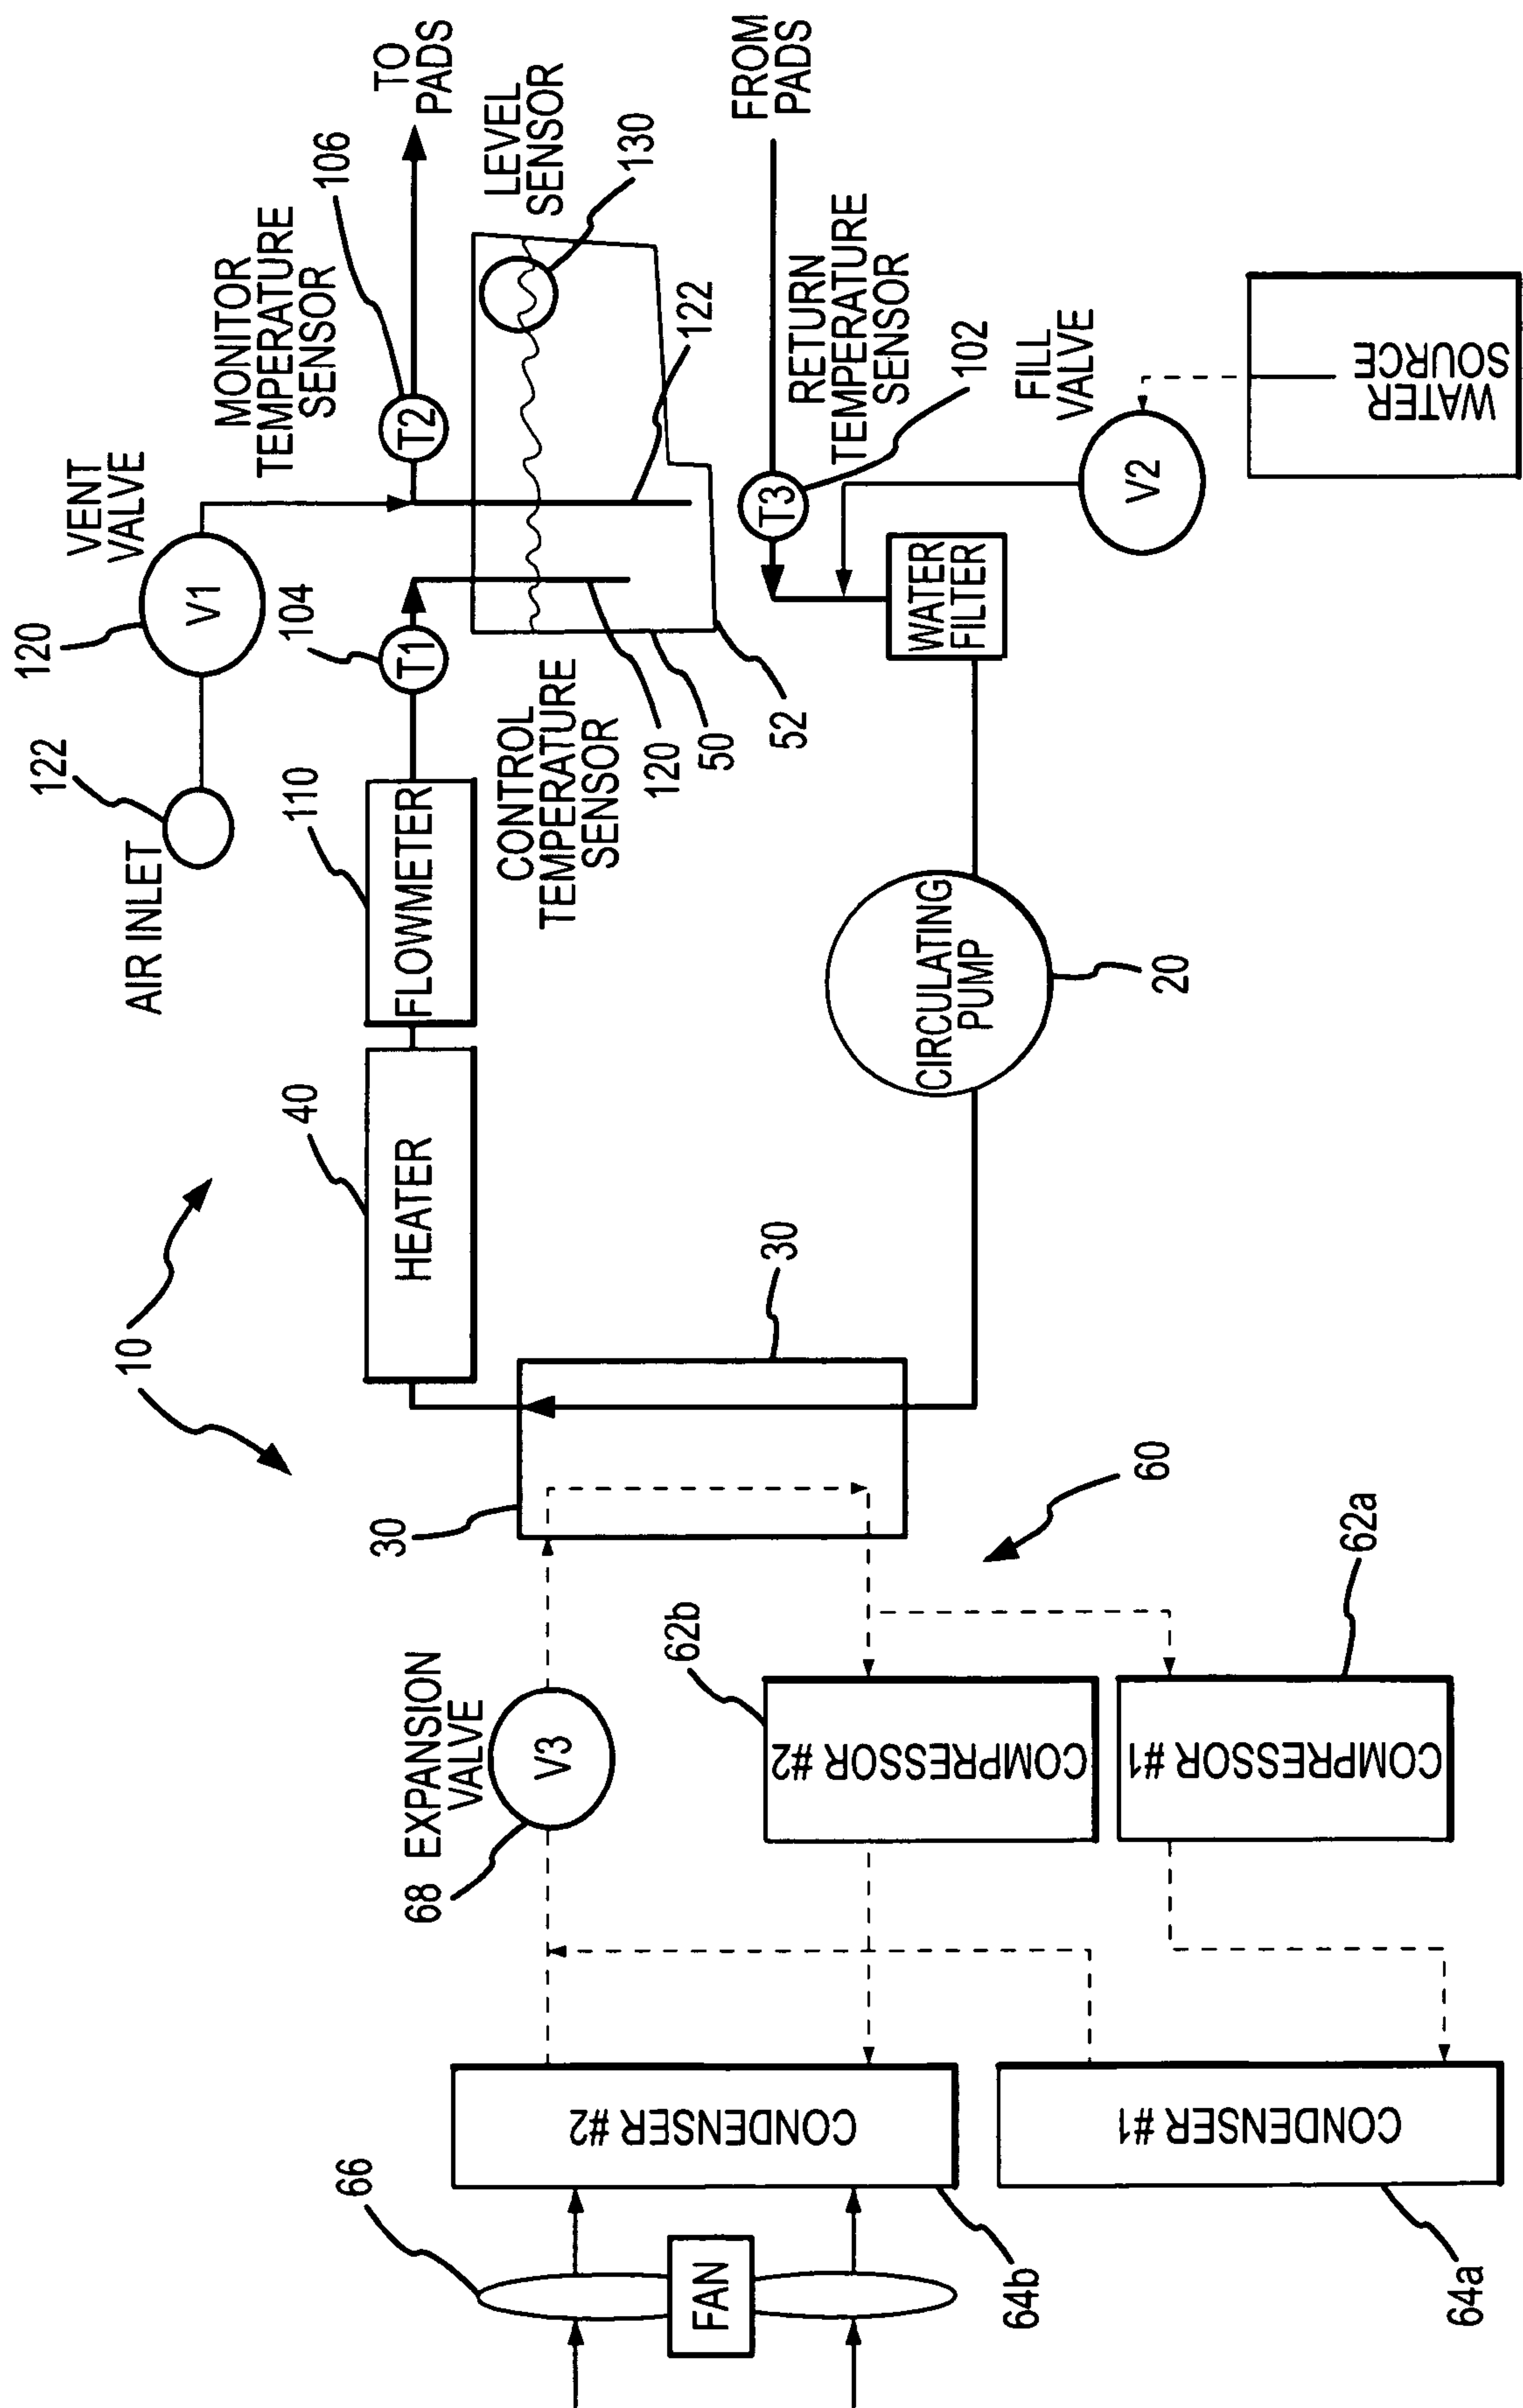 10
AIR INLET
122
120
V1
VENT
VALVE
MONITOR
TEMPERATURE
SENSOR
106
TO
PADS
40
HEATER
110
FLOWMETER
104
T1
T2
CONTROL
TEMPERATURE
SENSOR
LEVEL
SENSOR
130
120
50
52
122
FROM
PADS
T3
RETURN
TEMPERATURE
SENSOR
102
WATER
FILTER
FILL
VALVE
V2
WATER
SOURCE
CIRCULATING
PUMP
20
30
30
60
68 EXPANSION
VALVE
V3
62b
COMPRESSOR #2
62a
COMPRESSOR #1
66
FAN
CONDENSER #2
64b
CONDENSER #1
64a